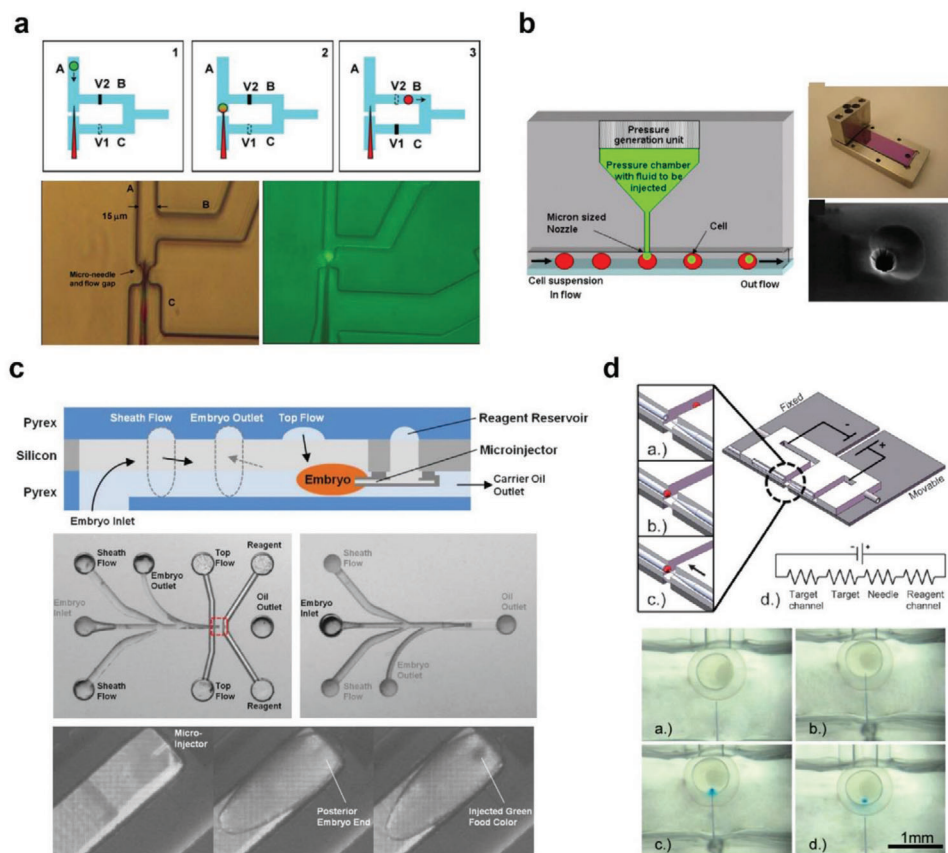 a
1
A
V2 B
V1 C
2
A
V2 B
V1 C
3
A
V2 B
V1 C
A
15 µm
B
Micro-needle
and flow gap
C
b
Pressure
generation unit
Pressure chamber
with fluid to be
injected
Micron sized
Nozzle
Cell
Cell suspension
In flow
Out flow
c
Pyrex
Silicon
Pyrex
Sheath Flow
Embryo Outlet
Top Flow
Reagent Reservoir
Microinjector
Embryo
Carrier Oil
Outlet
Embryo Inlet
Sheath
Flow
Embryo
Outlet
Top
Flow
Reagent
Embryo
Inlet
Oil
Outlet
Sheath
Flow
Top
Flow
Reagent
Sheath
Flow
Embryo
Inlet
Oil
Outlet
Sheath
Flow
Embryo
Outlet
Micro-
Injector
Posterior
Embryo End
Injected Green
Food Color
d
a.)
b.)
c.)
Fixed
-
+
Movable
- +
Target
channel
Target
Needle
Reagent
channel
d.)
a.)
b.)
c.)
d.)
1mm